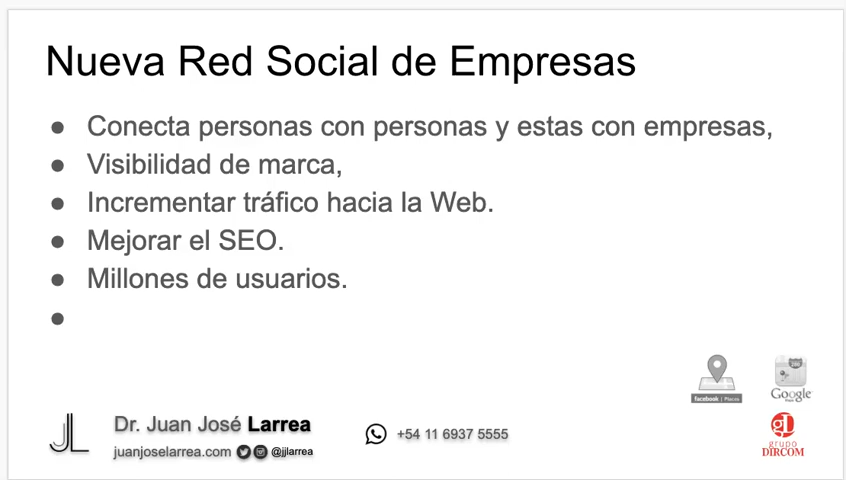 Nueva Red Social de Empresas
● Conecta personas con personas y estas con empresas,
● Visibilidad de marca,
● Incrementar tráfico hacia la Web.
● Mejorar el SEO.
● Millones de usuarios.
●
facebook | Places
Google
JL
Dr. Juan José Larrea
juanjoselarrea.com @jjlarrea
+54 11 6937 5555
grupo
DIRCOM